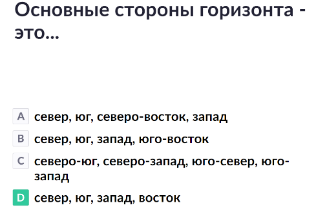 Основные стороны горизонта -
это...
A север, юг, северо-восток, запад
B север, юг, запад, юго-восток
C северо-юг, северо-запад, юго-север, юго-
запад
D север, юг, запад, восток